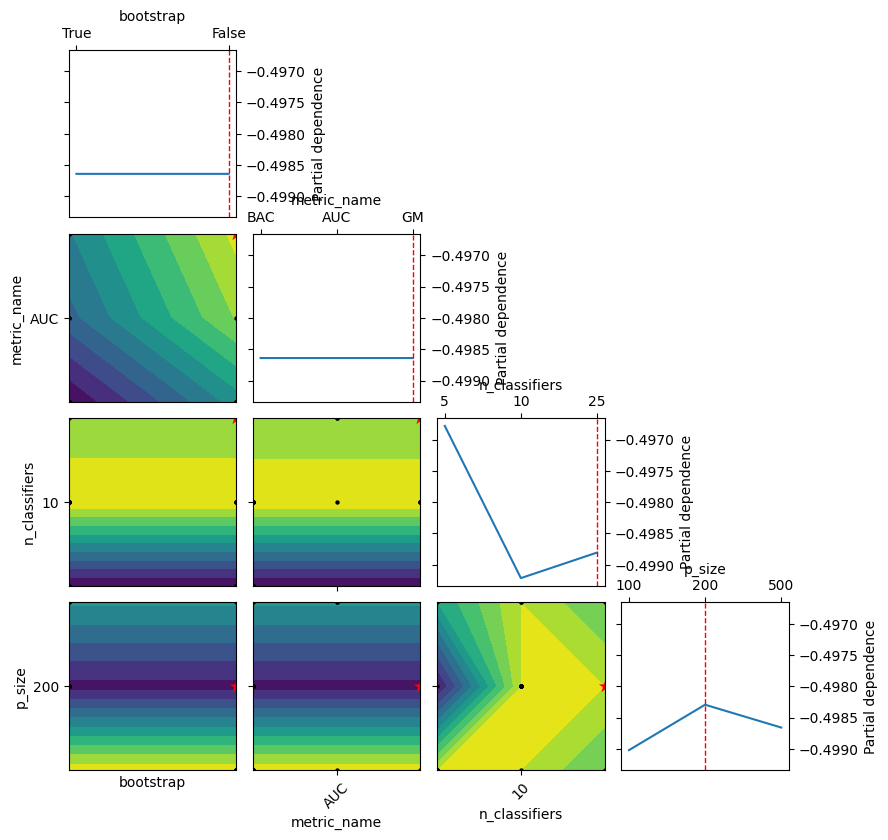 bootstrap
True False
−0.4970
−0.4975
−0.4980
−0.4985
−0.4990
Partial dependence
metric_name
BAC AUC GM
metric_name
AUC
−0.4970
−0.4975
−0.4980
−0.4985
−0.4990
Partial dependence
n_classifiers
5 10 25
n_classifiers
10
−0.4970
−0.4975
−0.4980
−0.4985
−0.4990
Partial dependence
p_size
100 200 500
p_size
200
−0.4970
−0.4975
−0.4980
−0.4985
−0.4990
Partial dependence
bootstrap
AUC
metric_name
10
n_classifiers